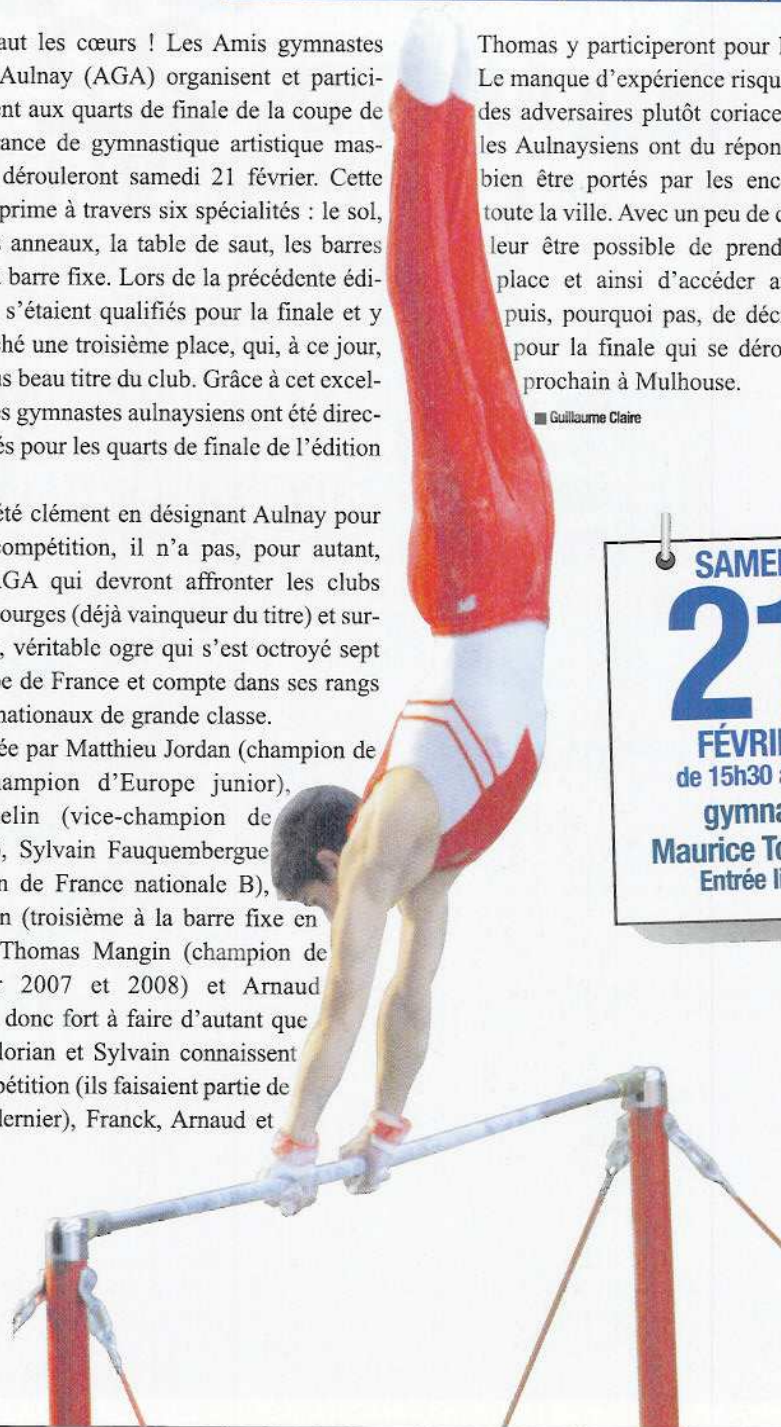 aut les cœurs ! Les Amis gymnastes
Aulnay (AGA) organisent et partici-
nt aux quarts de finale de la coupe de
ance de gymnastique artistique mas-
dérouleront samedi 21 février. Cette
prime à travers six spécialités : le sol,
s anneaux, la table de saut, les barres
barre fixe. Lors de la précédente édi-
s'étaient qualifiés pour la finale et y
ché une troisième place, qui, à ce jour,
us beau titre du club. Grâce à cet excel-
es gymnastes aulnaysiens ont été direc-
és pour les quarts de finale de l'édition
été clément en désignant Aulnay pour
compétition, il n'a pas, pour autant,
AGA qui devront affronter les clubs
ourges (déjà vainqueur du titre) et sur-
, véritable ogre qui s'est octroyé sept
e de France et compte dans ses rangs
nationaux de grande classe.
ée par Matthieu Jordan (champion de
hampion d'Europe junior),
elin (vice-champion de
, Sylvain Fauquembergue
n de France nationale B),
n (troisième à la barre fixe en
Thomas Mangin (champion de
r 2007 et 2008) et Arnaud
donc fort à faire d'autant que
lorian et Sylvain connaissent
pétition (ils faisaient partie de
dernier), Franck, Arnaud et
Thomas y participeront pour l
Le manque d'expérience risqu
des adversaires plutôt coriace
les Aulnaysiens ont du répon
bien être portés par les enc
toute la ville. Avec un peu de c
leur être possible de prend
place et ainsi d'accéder a
puis, pourquoi pas, de déc
pour la finale qui se déro
prochain à Mulhouse.
Guillaume Claire
SAME
21
FÉVRI
de 15h30
gymna
Maurice To
Entrée li